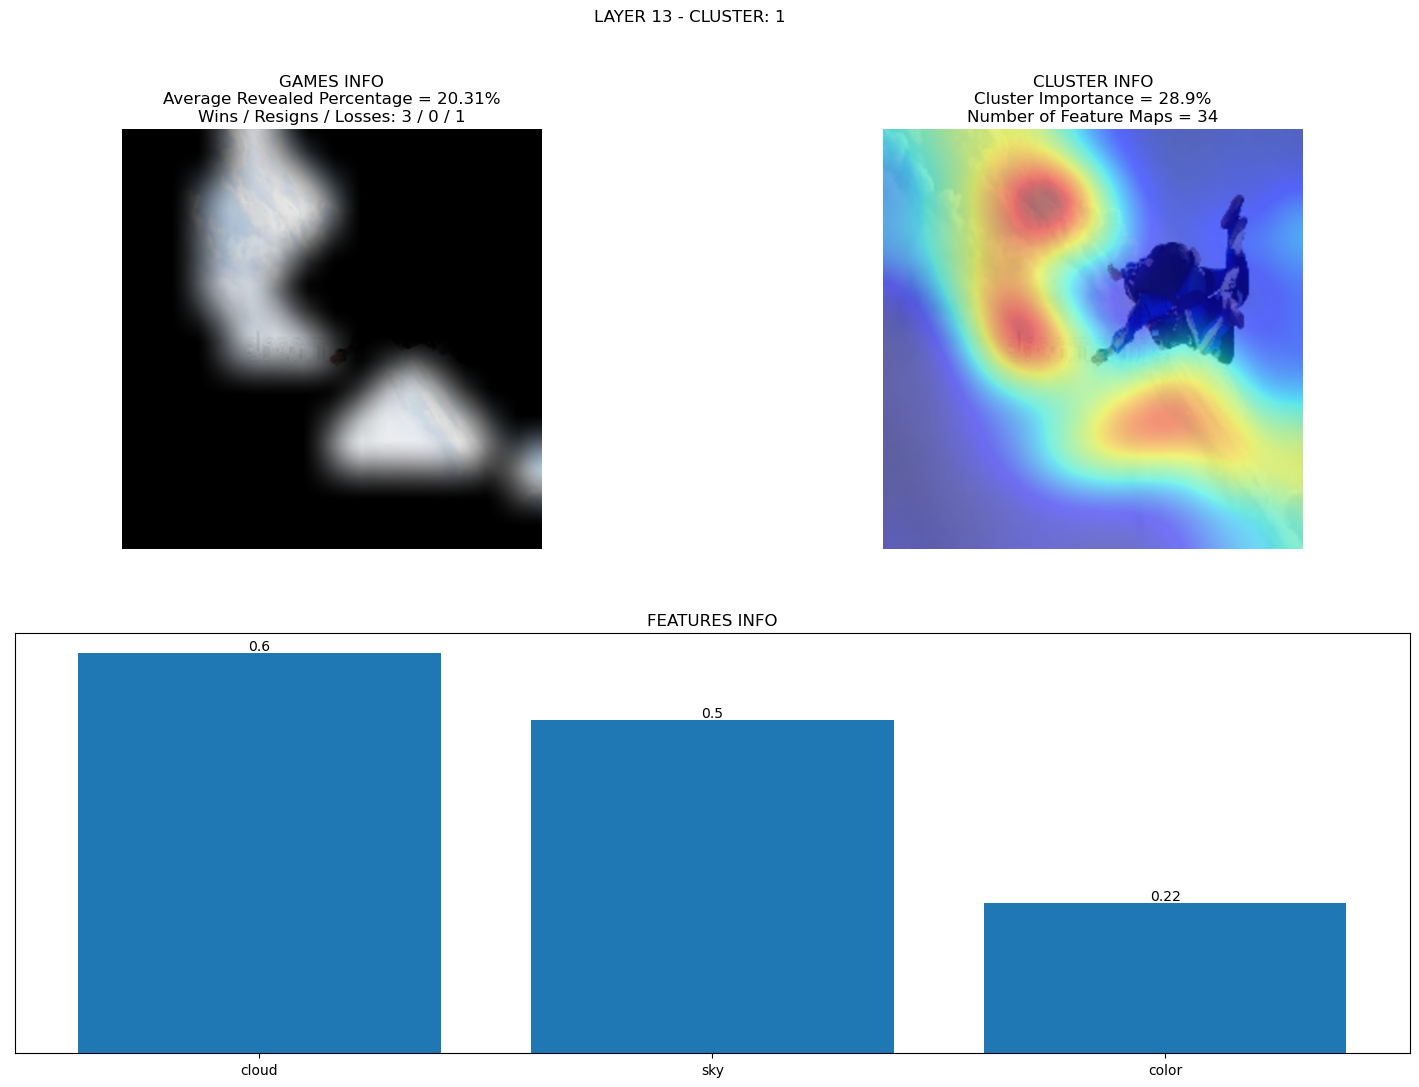 LAYER 13 - CLUSTER: 1
GAMES INFO
Average Revealed Percentage = 20.31%
Wins / Resigns / Losses: 3 / 0 / 1
CLUSTER INFO
Cluster Importance = 28.9%
Number of Feature Maps = 34
FEATURES INFO
0.6
0.5
0.22
cloud
sky
color